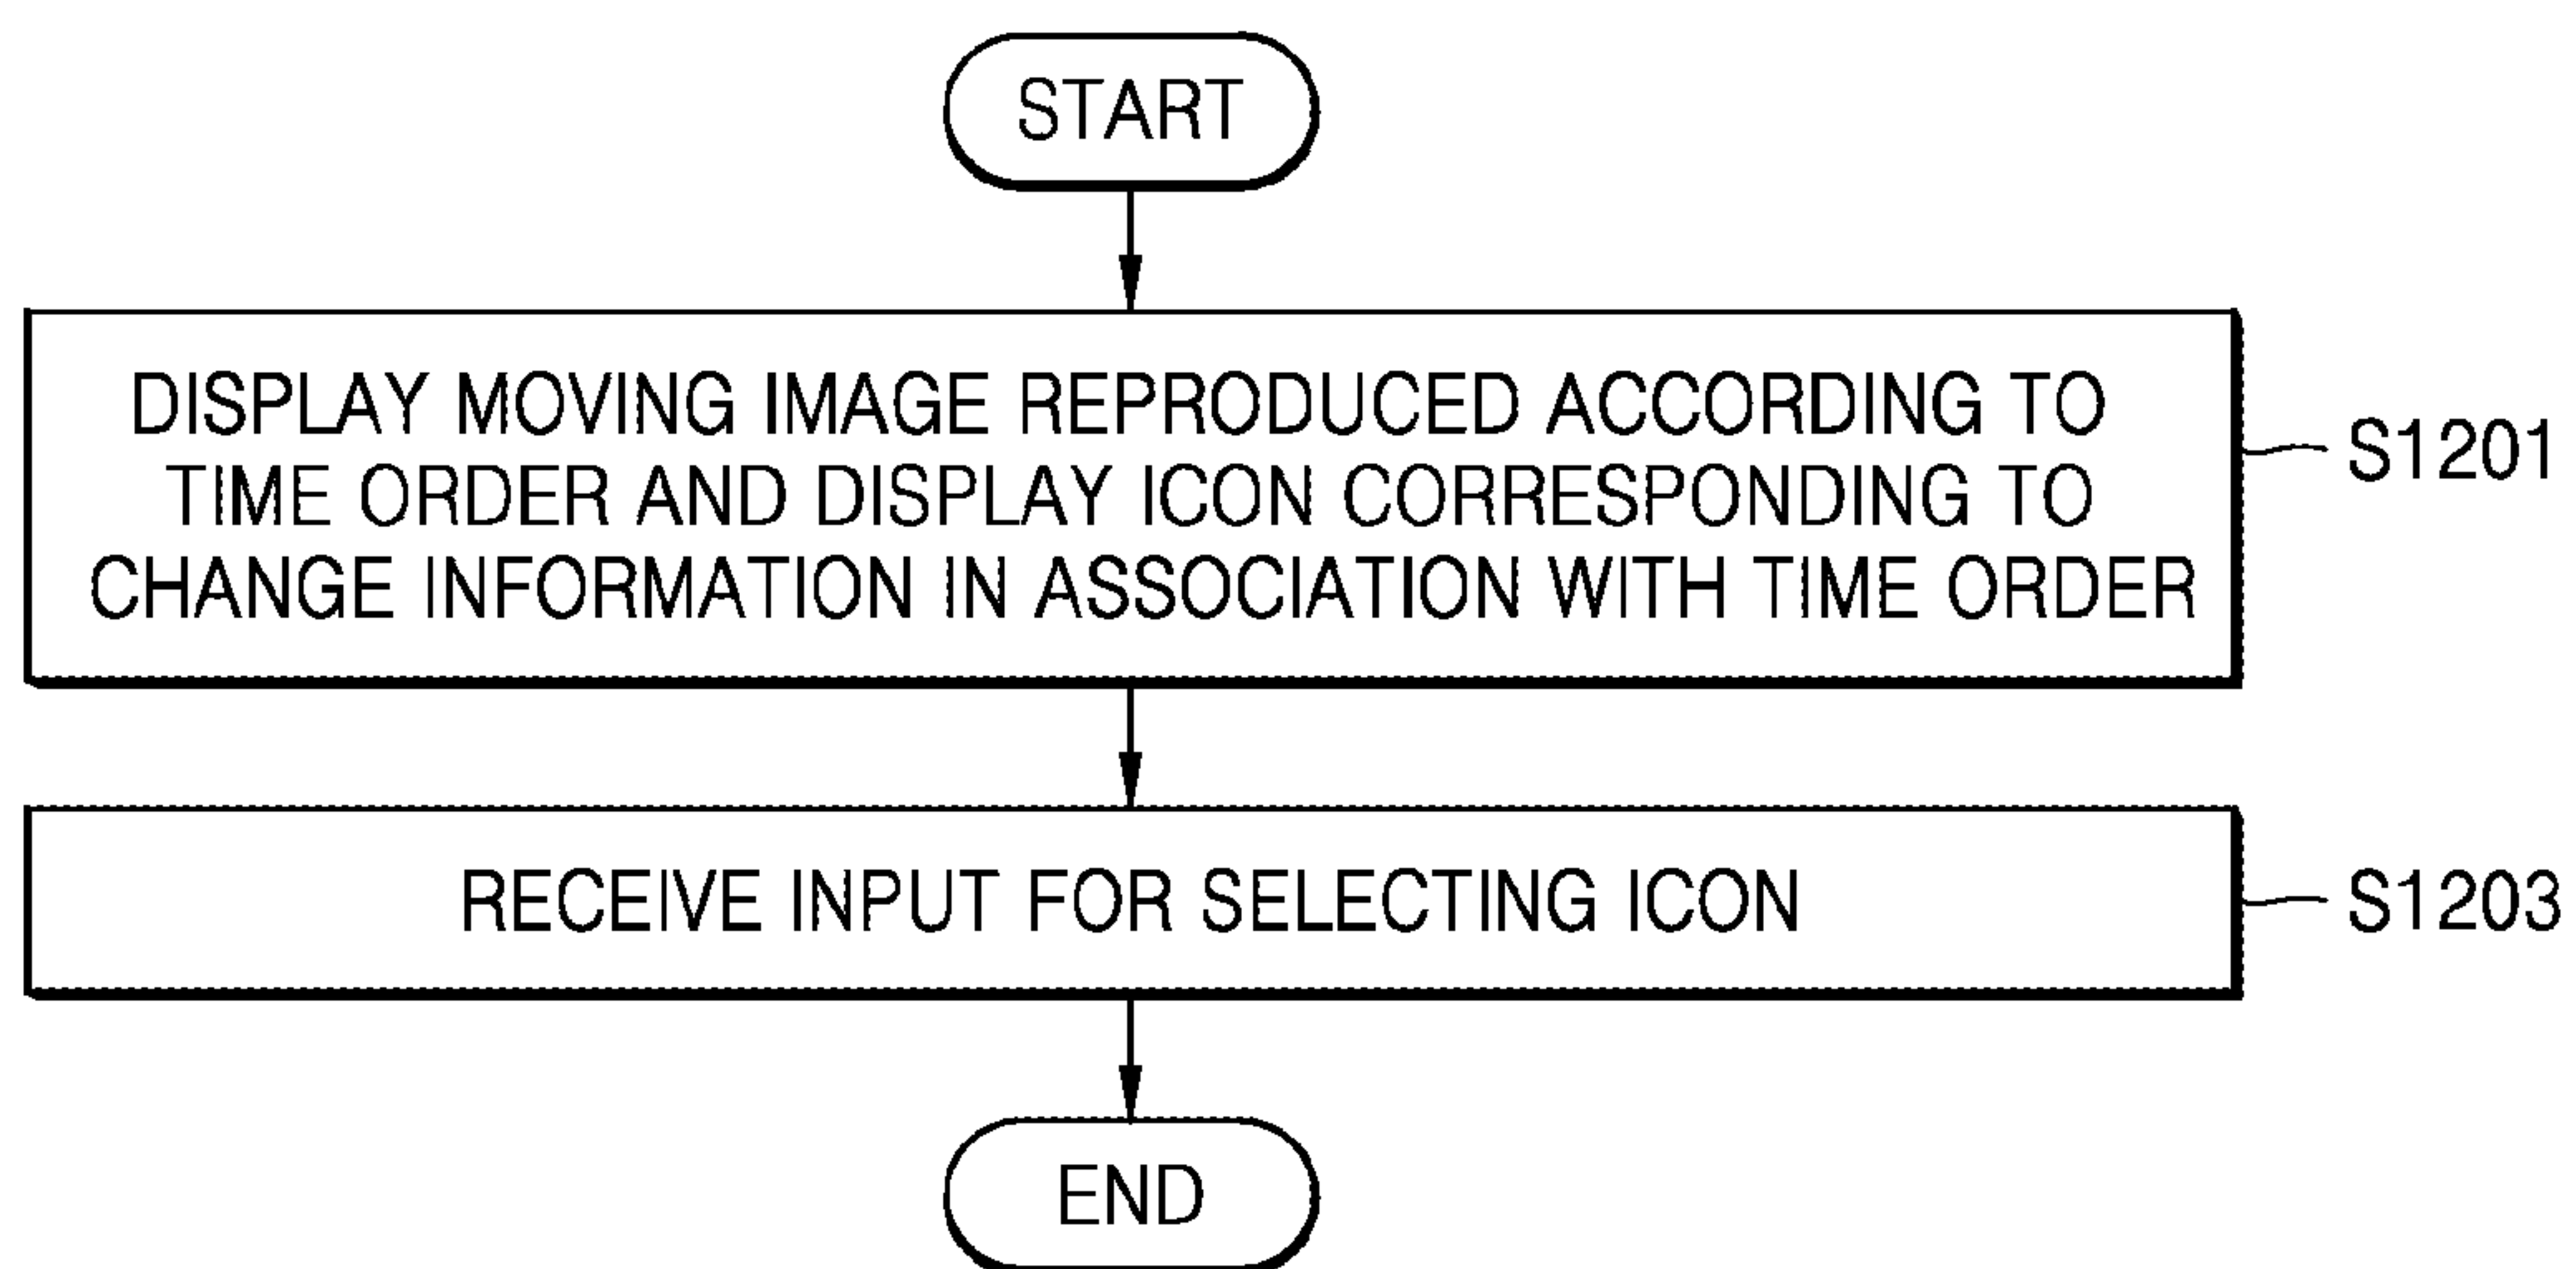 START
DISPLAY MOVING IMAGE REPRODUCED ACCORDING TO
TIME ORDER AND DISPLAY ICON CORRESPONDING TO
CHANGE INFORMATION IN ASSOCIATION WITH TIME ORDER
S1201
RECEIVE INPUT FOR SELECTING ICON
S1203
END